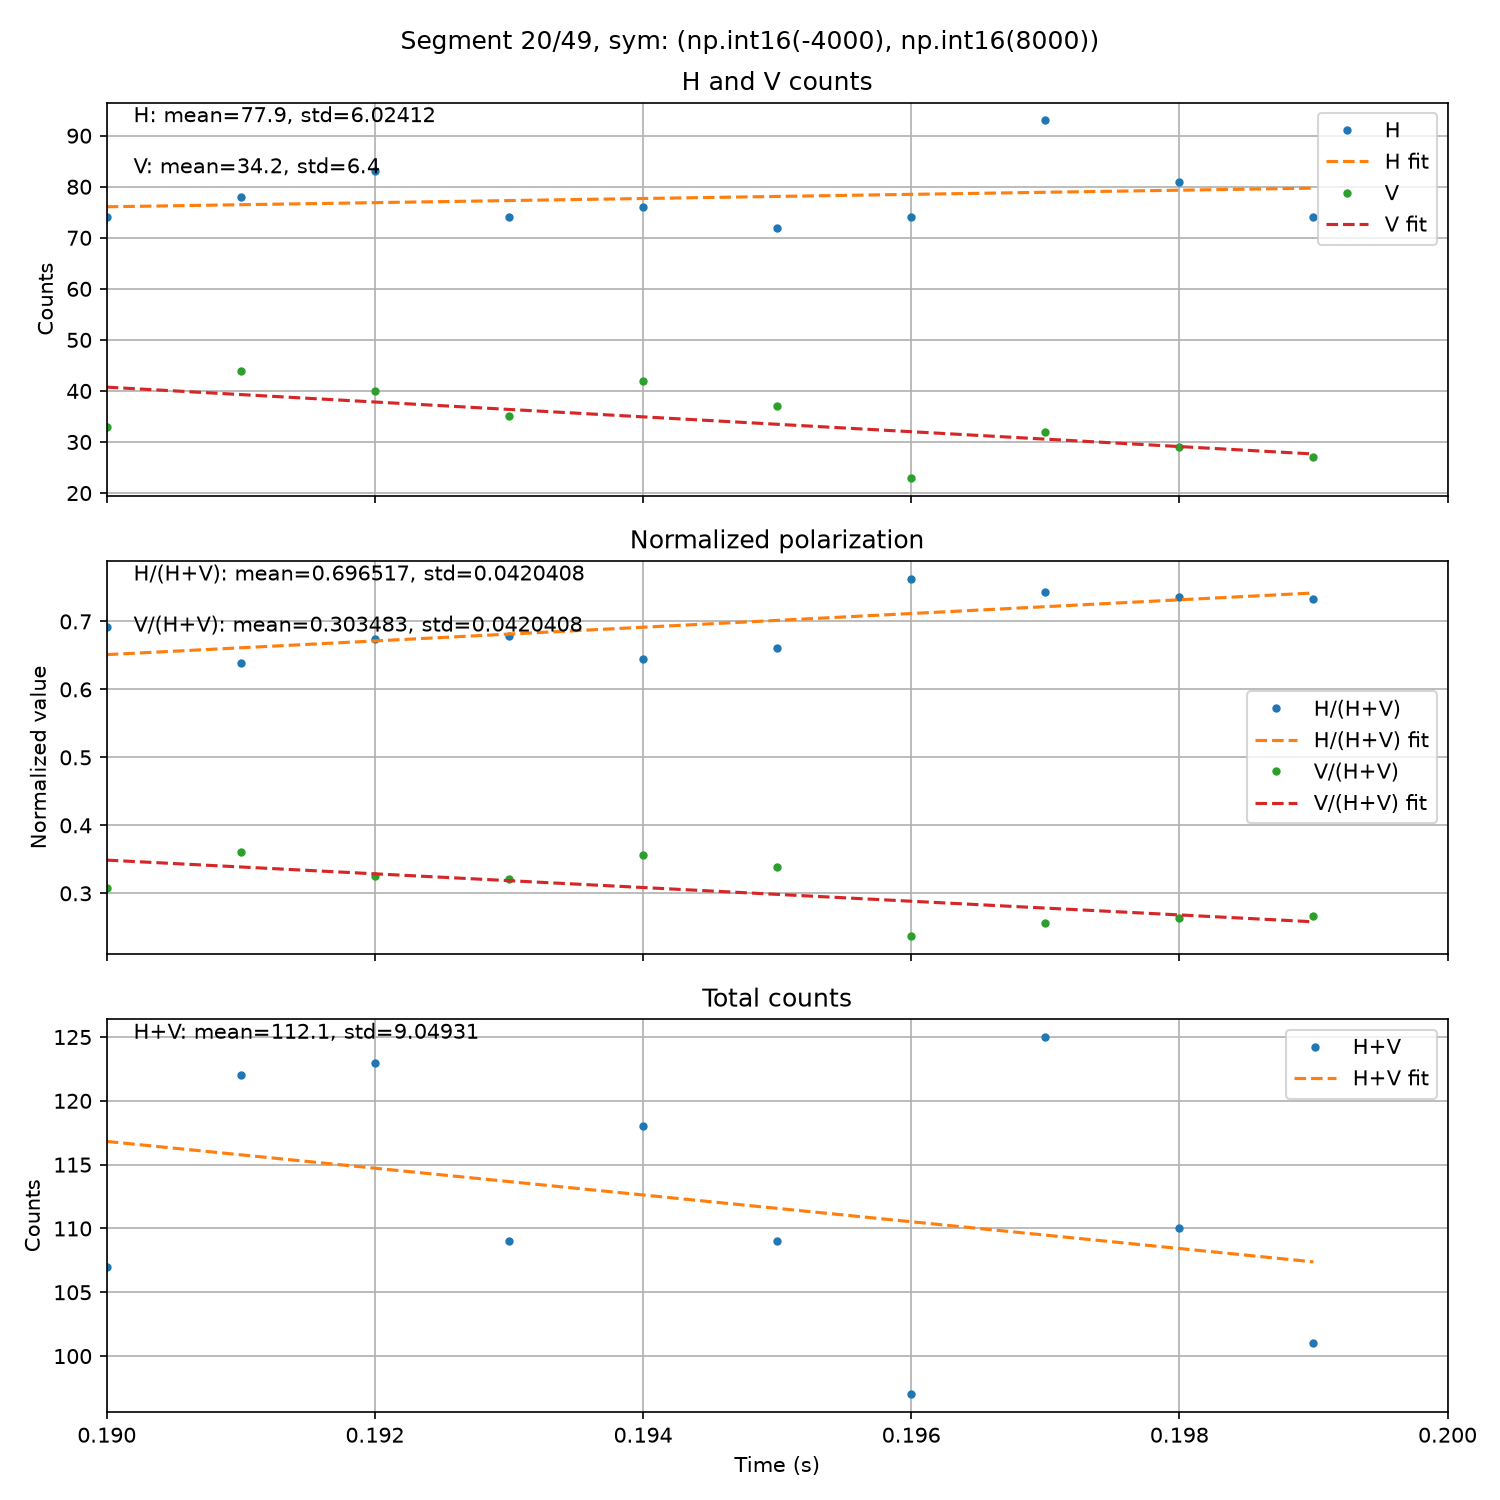 Segment 20/49, sym: (np.int16(-4000), np.int16(8000))
H and V counts
H: mean=77.9, std=6.02412
V: mean=34.2, std=6.4
H
H fit
V
V fit
90
80
70
60
50
40
30
20
Counts
Normalized polarization
H/(H+V): mean=0.696517, std=0.0420408
V/(H+V): mean=0.303483, std=0.0420408
H/(H+V)
H/(H+V) fit
V/(H+V)
V/(H+V) fit
0.7
0.6
0.5
0.4
0.3
Normalized value
Total counts
H+V: mean=112.1, std=9.04931
H+V
H+V fit
125
120
115
110
105
100
Counts
0.190 0.192 0.194 0.196 0.198 0.200
Time (s)